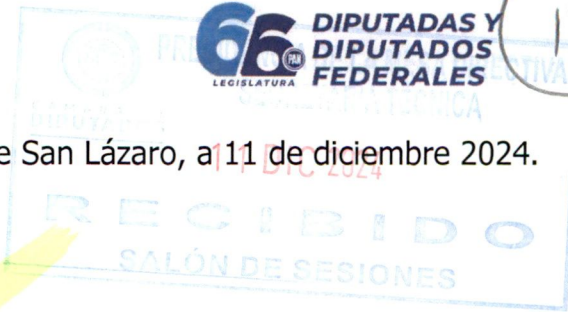 66
LEGISLATURA
PAN
DIPUTADAS Y
DIPUTADOS
FEDERALES
DIRECTIVA
e San Lázaro, a 11 de diciembre 2024.
11 DIC 2024
RECIBIDO
SALÓN DE SESIONES